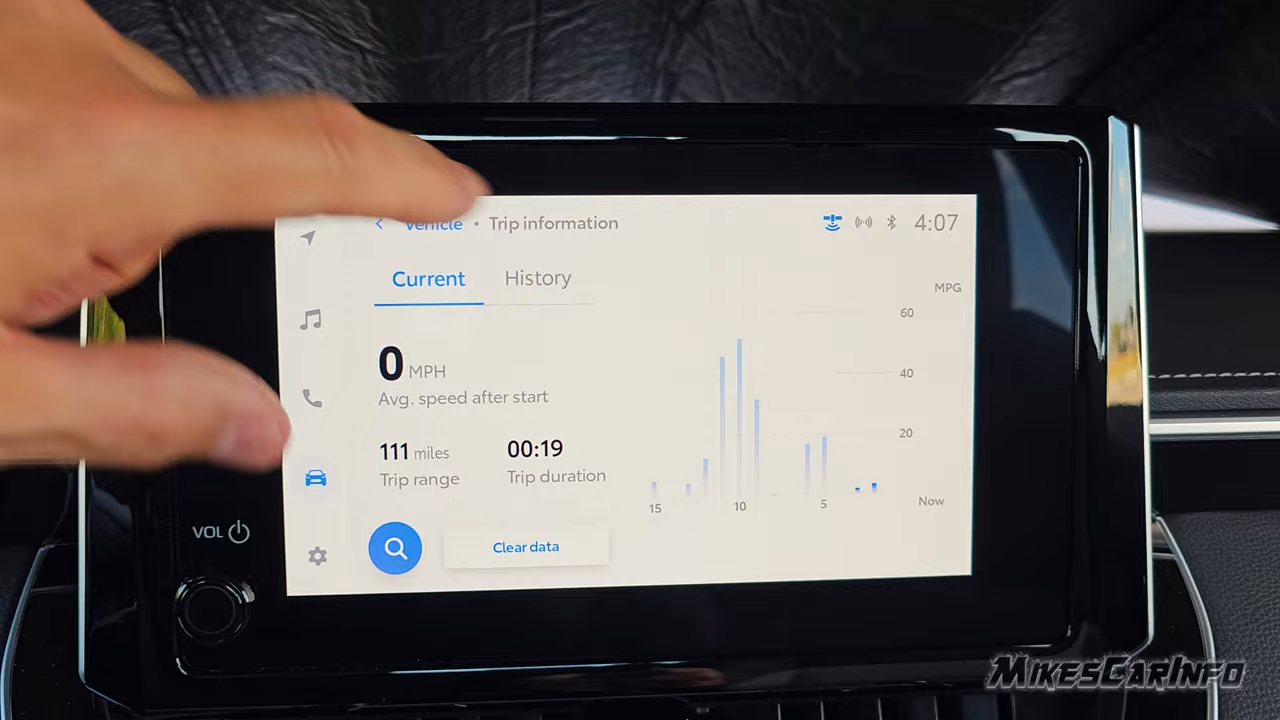 Vehicle • Trip information
4:07
Current History
MPG
60
0 MPH
40
Avg. speed after start
20
111 miles
00:19
Trip range
Trip duration
15 10 5 Now
Clear data
VOL
MIKESCARINFO